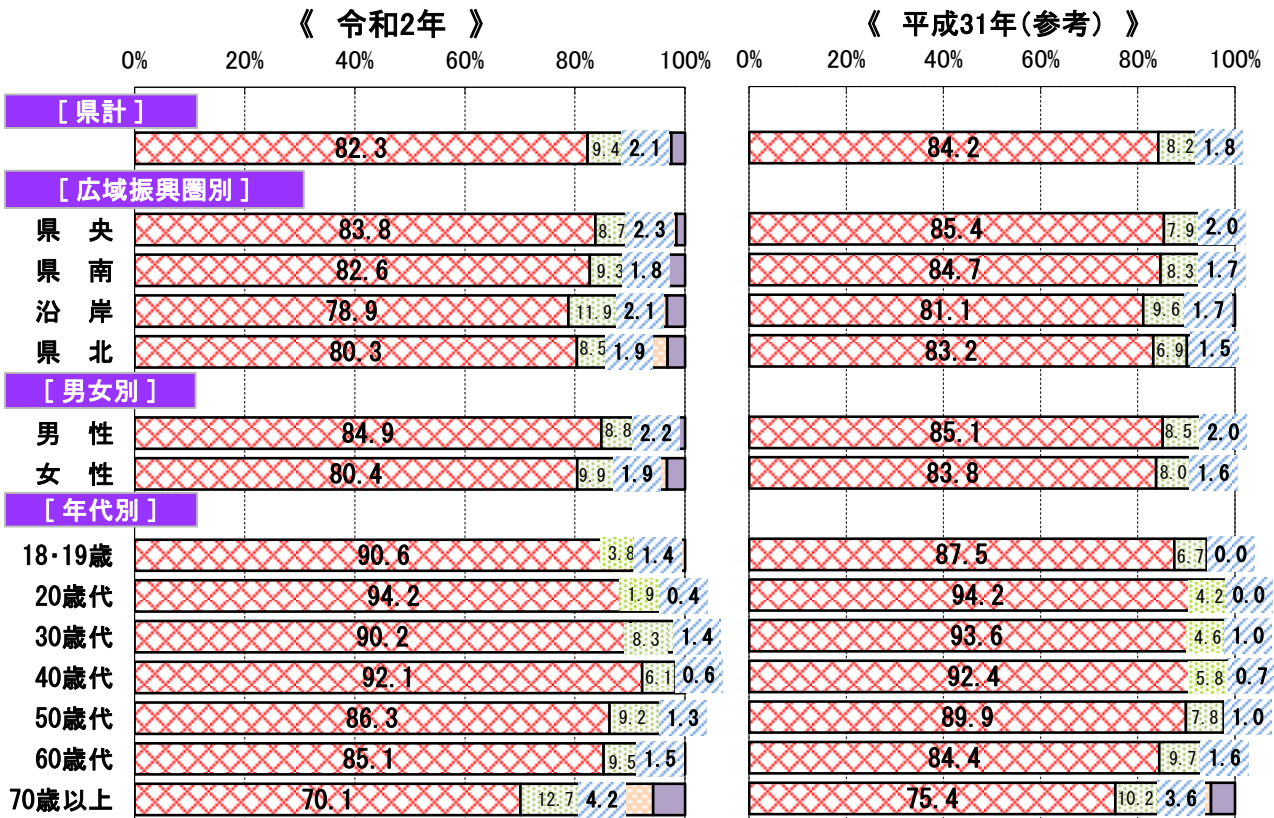 《 令和2年 》 《 平成31年(参考) 》
0% 20% 40% 60% 80% 100% 0% 20% 40% 60% 80% 100%
[ 県計 ]
82.3 9.4 2.1 84.2 8.2 1.8
[ 広域振興圏別 ]
県 央 83.8 8.7 2.3 85.4 7.9 2.0
県 南 82.6 9.3 1.8 84.7 8.3 1.7
沿 岸 78.9 11.9 2.1 81.1 9.6 1.7
県 北 80.3 8.5 1.9 83.2 6.9 1.5
[ 男女別 ]
男 性 84.9 8.8 2.2 85.1 8.5 2.0
女 性 80.4 9.9 1.9 83.8 8.0 1.6
[ 年代別 ]
18・19歳 90.6 3.8 1.4 87.5 6.7 0.0
20歳代 94.2 1.9 0.4 94.2 4.2 0.0
30歳代 90.2 8.3 1.4 93.6 4.6 1.0
40歳代 92.1 6.1 0.6 92.4 5.8 0.7
50歳代 86.3 9.2 1.3 89.9 7.8 1.0
60歳代 85.1 9.5 1.5 84.4 9.7 1.6
70歳以上 70.1 12.7 4.2 75.4 10.2 3.6